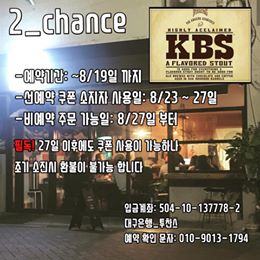 2_chance
HIGHLY ACCLAIMED
KBS
A FLAVORED STOUT
-예약기간: ~8/19일 까지
-선예약 쿠폰 소지자 사용일: 8/23 ~ 27일
-비예약 주문 가능일: 8/27일 부터
필독! 27일 이후에도 쿠폰 사용이 가능하나
조기 소진시 환불이 불가능 합니다
입금계좌: 504-10-137778-2
대구은행_투찬스
예약 확인 문자: 010-9013-1794